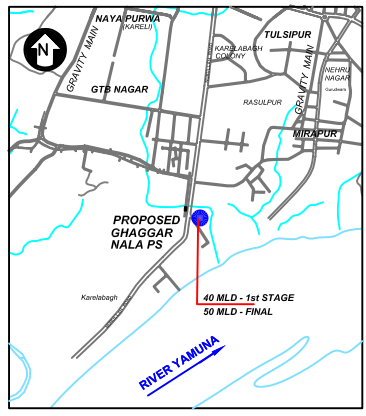 NAYA PURWA
(KARELI)
TULSIPUR
N
KARELABAGH
COLONY
GRAVITY MAIN
GRAVITY MAIN
NEHRU
NAGAR
Gurudwara
GTB NAGAR
RASULPUR
MIRAPUR
PROPOSED
GHAGGAR
NALA PS
Karelabagh
40 MLD - 1st STAGE
50 MLD - FINAL
RIVER YAMUNA